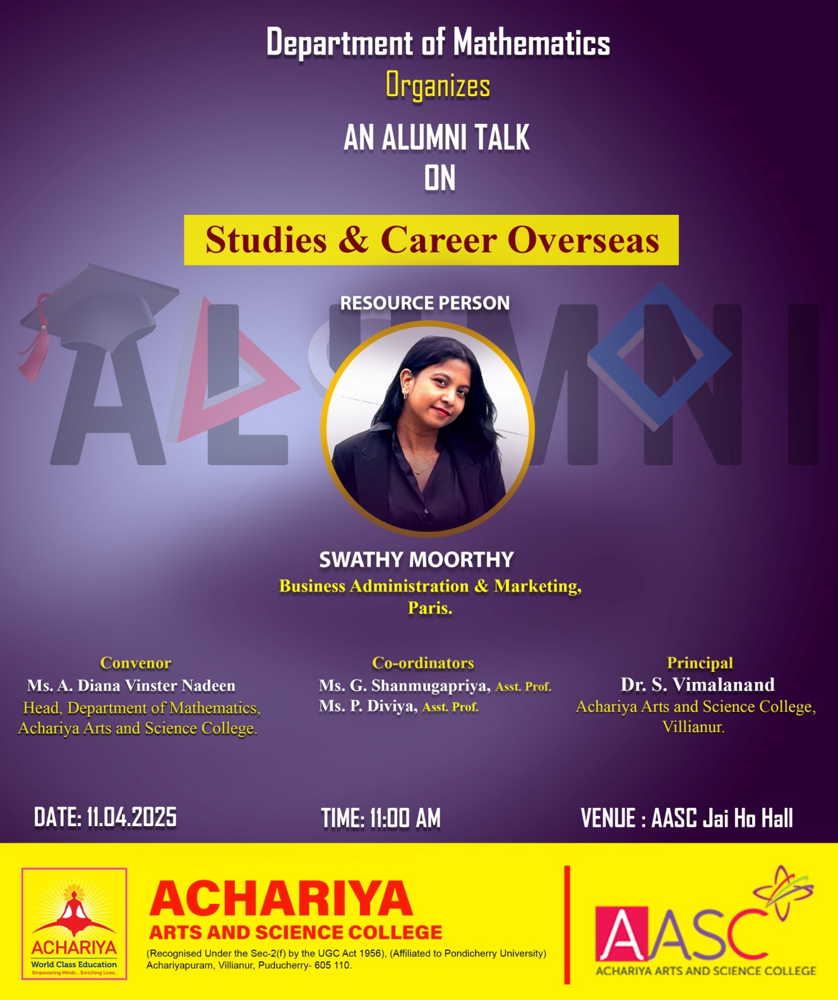 Department of Mathematics
Organizes
AN ALUMNI TALK
ON
Studies & Career Overseas
ALUMNI
RESOURCE PERSON
SWATHY MOORTHY
Business Administration & Marketing,
Paris.
Convenor
Ms. A. Diana Vinster Nadeen
Head, Department of Mathematics,
Achariya Arts and Science College.
Co-ordinators
Ms. G. Shanmugapriya, Asst. Prof.
Ms. P. Diviya, Asst. Prof.
Principal
Dr. S. Vimalanand
Achariya Arts and Science College,
Villianur.
DATE: 11.04.2025
TIME: 11:00 AM
VENUE : AASC Jai Ho Hall
ACHARIYA
World Class Education
Empowering Minds... Enriching Lives...
ACHARIYA
ARTS AND SCIENCE COLLEGE
(Recognised Under the Sec-2(f) by the UGC Act 1956), (Affiliated to Pondicherry University)
Achariyapuram, Villianur, Puducherry- 605 110.
AASC
ACHARIYA ARTS AND SCIENCE COLLEGE